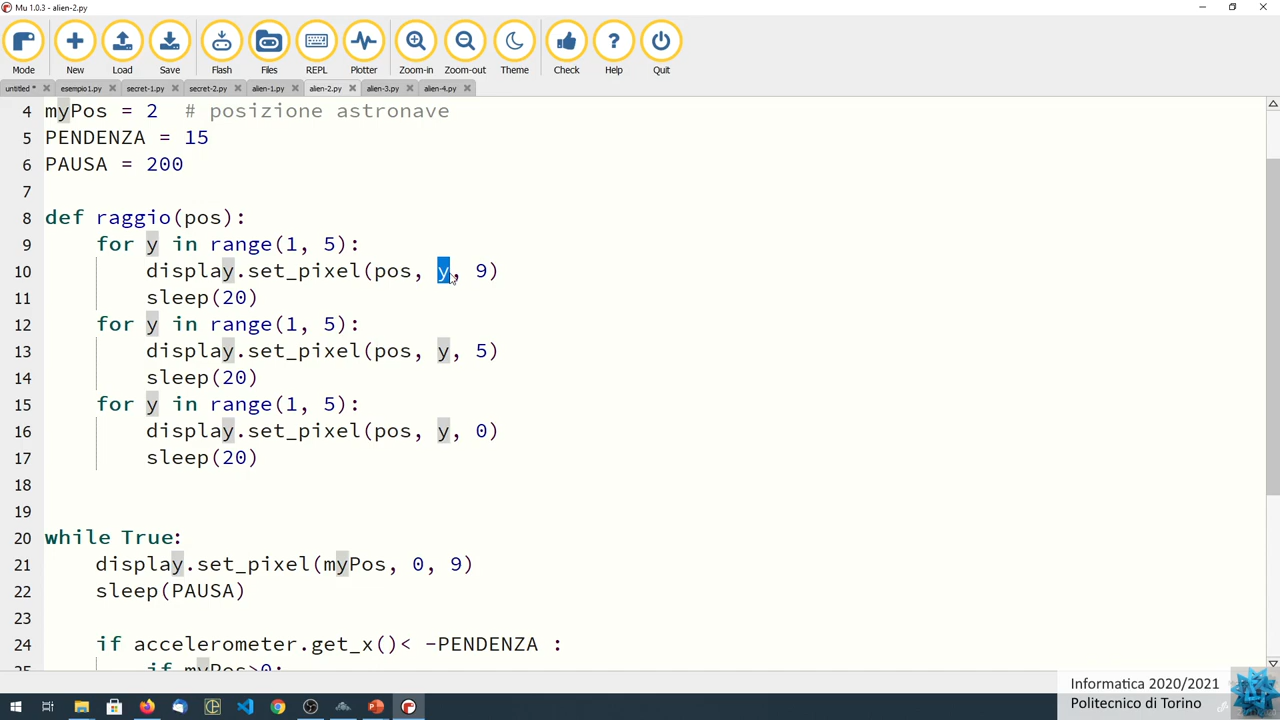 Mu 1.0.3 - alien-2.py
Mode New Load Save Flash Files REPL Plotter Zoom-in Zoom-out Theme Check Help Quit
untitled * esempio1.py secret-1.py secret-2.py alien-1.py alien-2.py alien-3.py alien-4.py
4 myPos = 2  # posizione astronave
5 PENDENZA = 15
6 PAUSA = 200
7
8 def raggio(pos):
9     for y in range(1, 5):
10         display.set_pixel(pos, y, 9)
11         sleep(20)
12     for y in range(1, 5):
13         display.set_pixel(pos, y, 5)
14         sleep(20)
15     for y in range(1, 5):
16         display.set_pixel(pos, y, 0)
17         sleep(20)
18
19
20 while True:
21     display.set_pixel(myPos, 0, 9)
22     sleep(PAUSA)
23
24     if accelerometer.get_x()< -PENDENZA :
25         if myPos>0:
Informatica 2020/2021
Politecnico di Torino